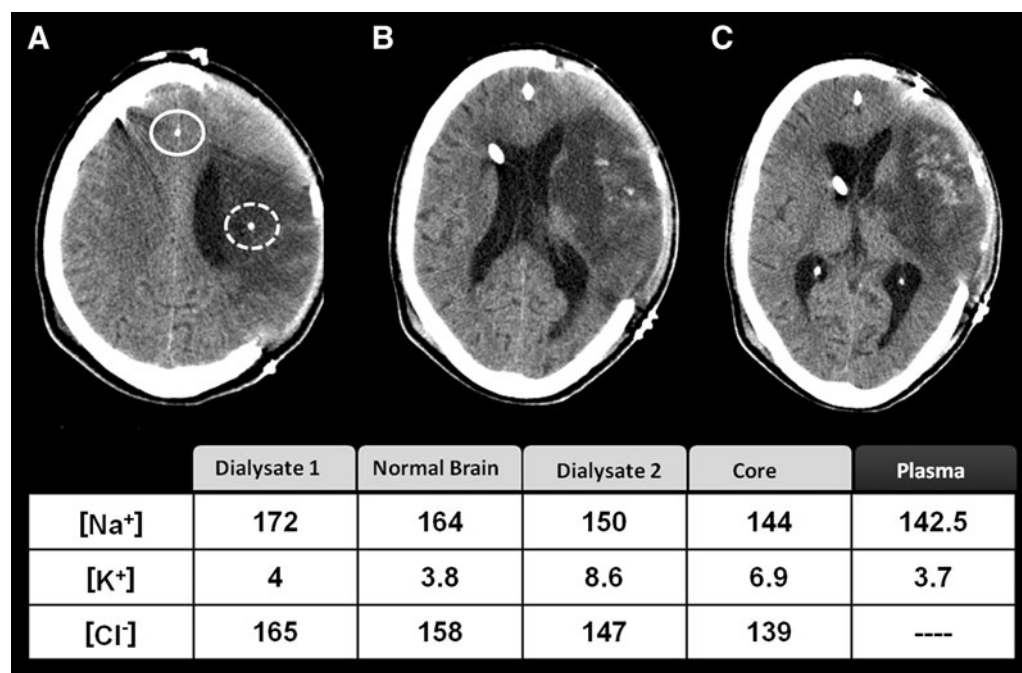 A B C
Dialysate 1 Normal Brain Dialysate 2 Core Plasma
[Na⁺] 172 164 150 144 142.5
[K⁺] 4 3.8 8.6 6.9 3.7
[Cl⁻] 165 158 147 139 ----